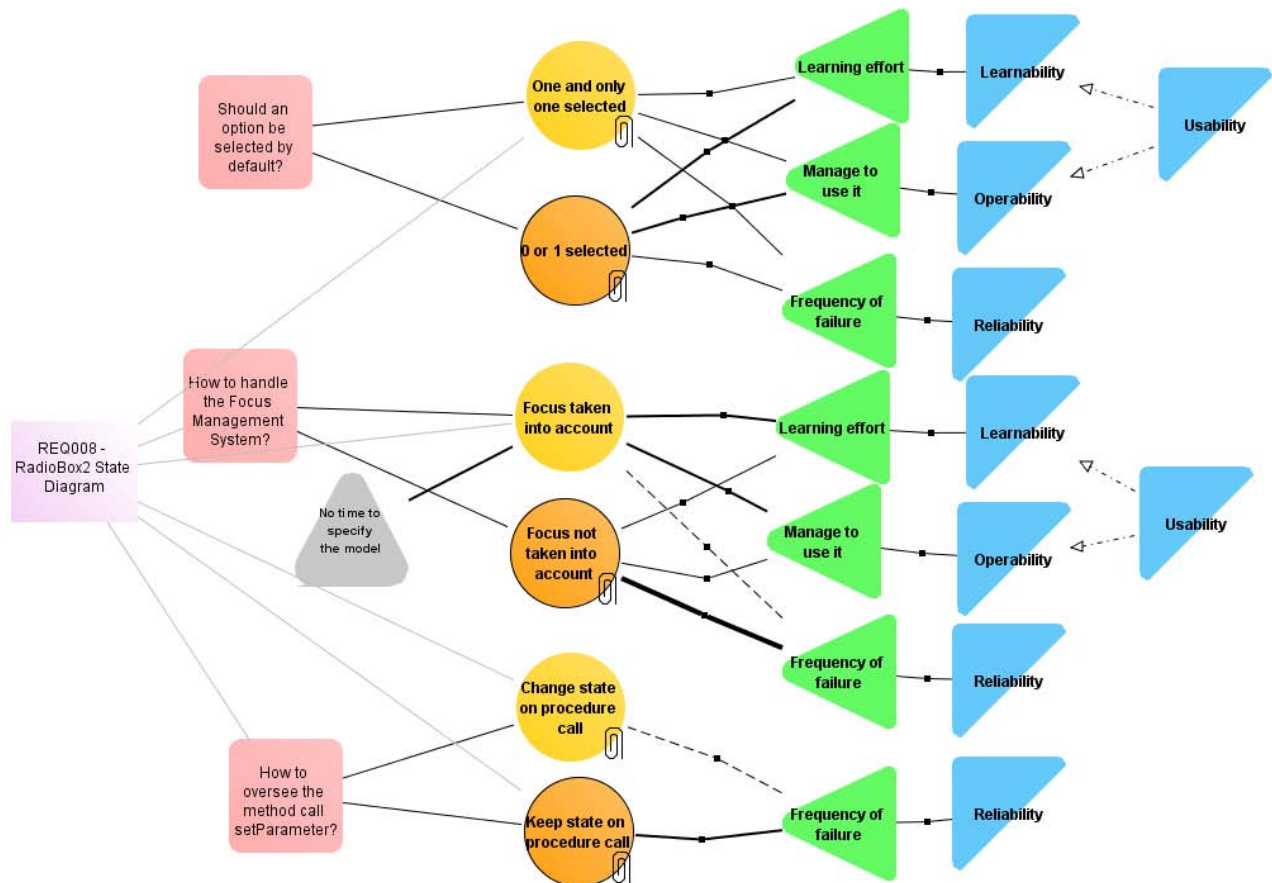 Should an
option be
selected by
default?
One and only
one selected
0 or 1 selected
Learning effort
Manage to
use it
Frequency of
failure
Learnability
Operability
Reliability
Usability
REQ008 -
RadioBox2 State
Diagram
How to handle
the Focus
Management
System?
No time to
specify
the model
Focus taken
into account
Focus not
taken into
account
Learning effort
Manage to
use it
Frequency of
failure
Learnability
Operability
Reliability
Usability
How to
oversee the
method call
setParameter?
Change state
on procedure
call
Keep state on
procedure call
Frequency of
failure
Reliability